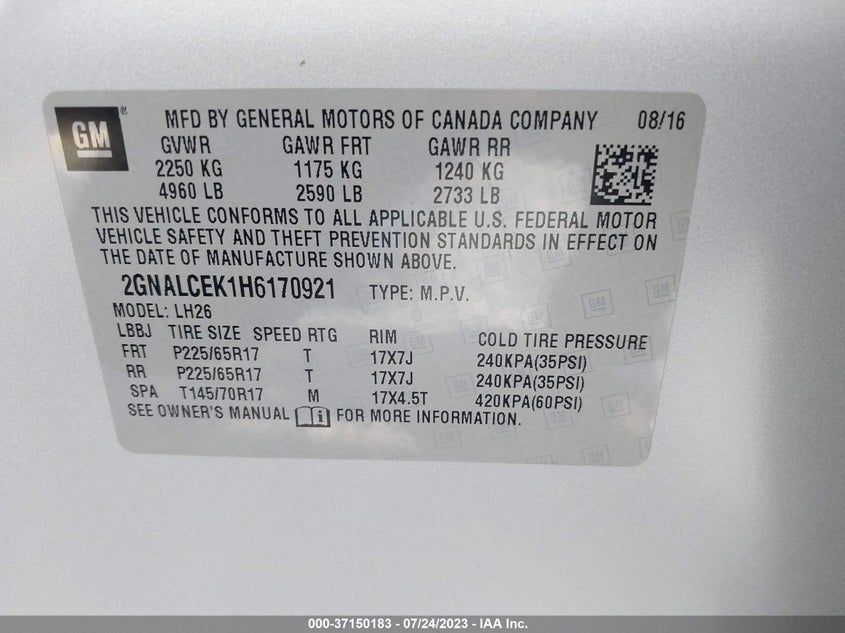 GM ®
MFD BY GENERAL MOTORS OF CANADA COMPANY 08/16
GVWR GAWR FRT GAWR RR
2250 KG 1175 KG 1240 KG
4960 LB 2590 LB 2733 LB
THIS VEHICLE CONFORMS TO ALL APPLICABLE U.S. FEDERAL MOTOR
VEHICLE SAFETY AND THEFT PREVENTION STANDARDS IN EFFECT ON
THE DATE OF MANUFACTURE SHOWN ABOVE.
2GNALCEK1H6170921 TYPE: M.P.V.
MODEL: LH26
LBBJ TIRE SIZE SPEED RTG RIM COLD TIRE PRESSURE
FRT P225/65R17 T 17X7J 240KPA(35PSI)
RR P225/65R17 T 17X7J 240KPA(35PSI)
SPA T145/70R17 M 17X4.5T 420KPA(60PSI)
SEE OWNER'S MANUAL FOR MORE INFORMATION.
000-37150183 - 07/24/2023 - IAA Inc.